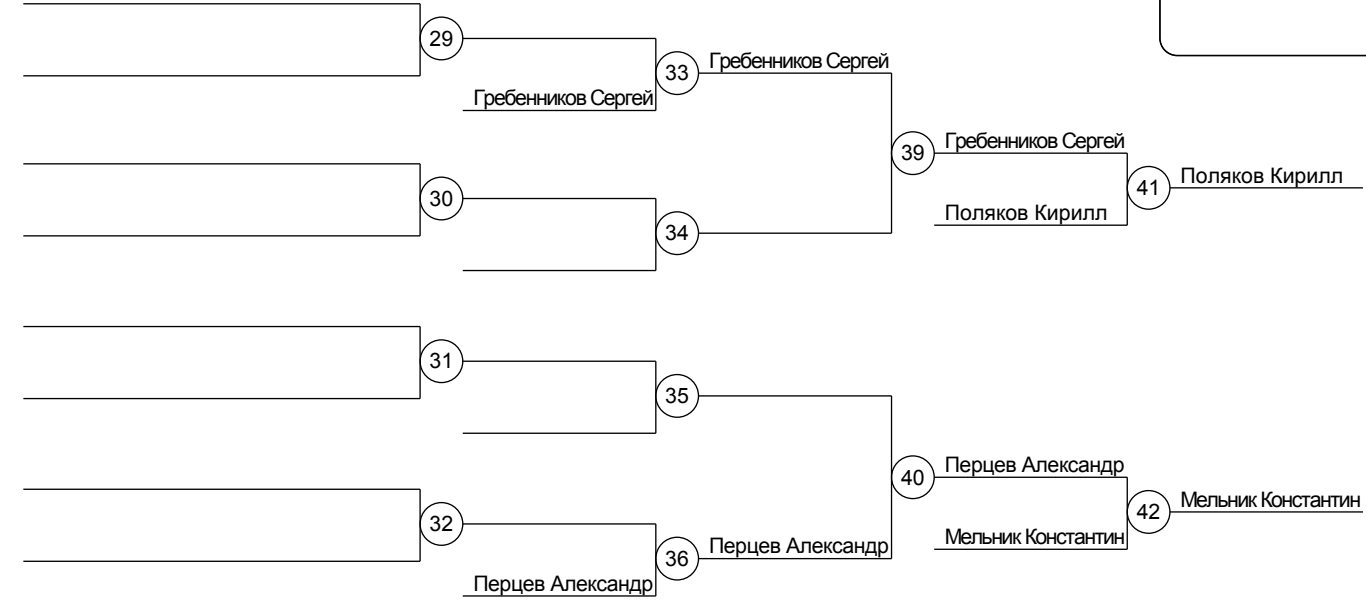 29
Гребенников Сергей
33
Гребенников Сергей
39
Гребенников Сергей
Поляков Кирилл
41
Поляков Кирилл
30
34
31
35
32
Перцев Александр
36
Перцев Александр
40
Перцев Александр
Мельник Константин
42
Мельник Константин